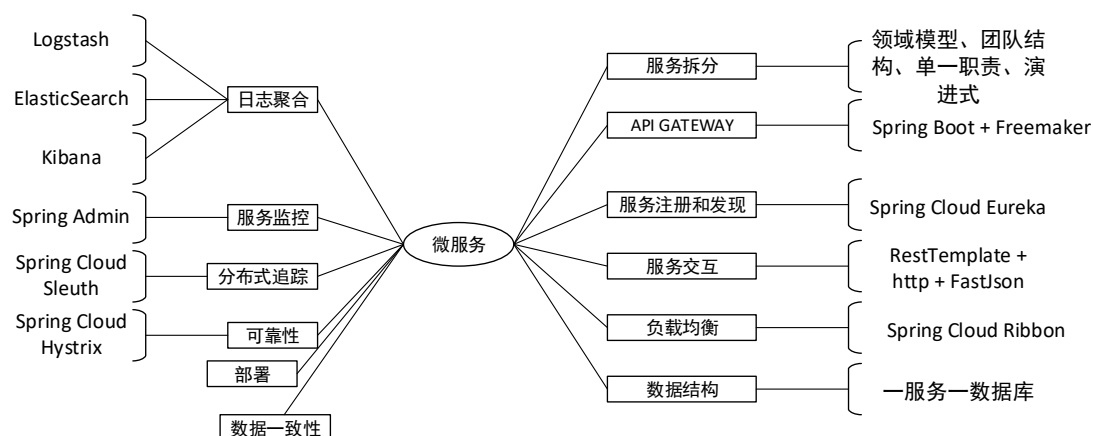 Logstash
ElasticSearch
Kibana
日志聚合
Spring Admin
服务监控
Spring Cloud
Sleuth
分布式追踪
Spring Cloud
Hystrix
可靠性
部署
数据一致性
微服务
服务拆分
领域模型、团队结
构、单一职责、演
进式
API GATEWAY
Spring Boot + Freemaker
服务注册和发现
Spring Cloud Eureka
服务交互
RestTemplate +
http + FastJson
负载均衡
Spring Cloud Ribbon
数据结构
一服务一数据库